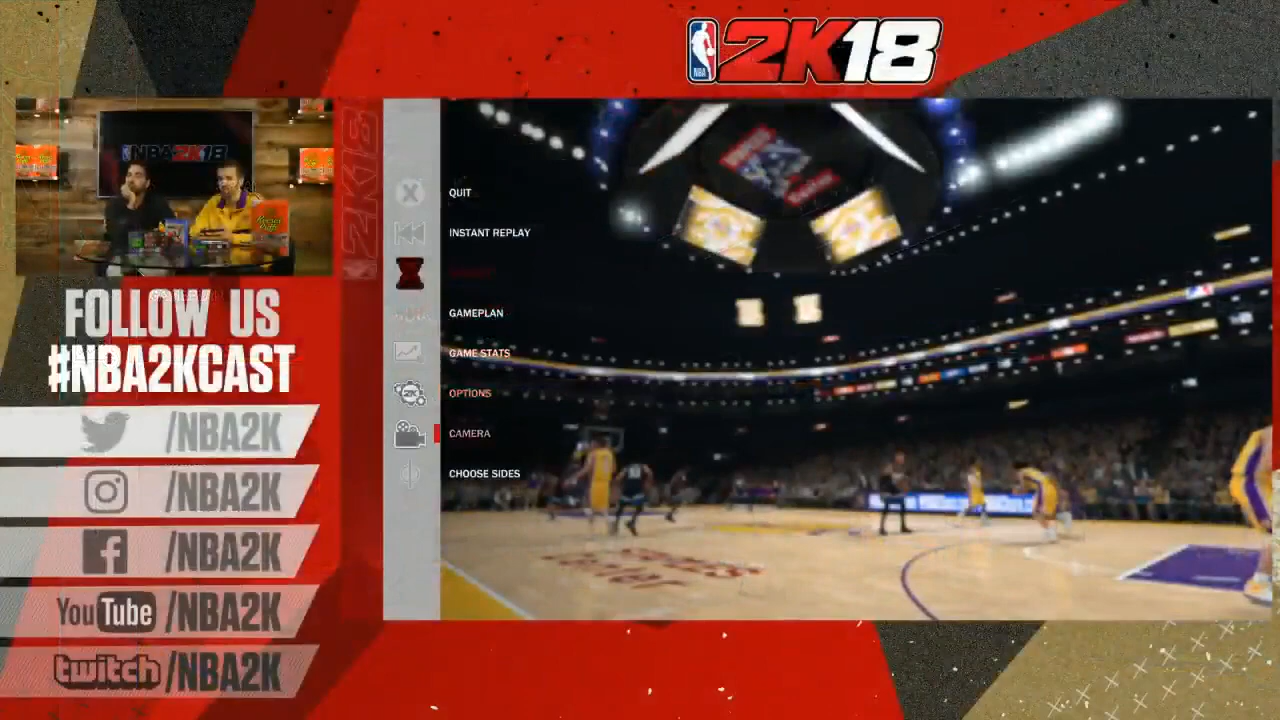 NBA 2K18
NBA2K18
2K18
FOLLOW US
#NBA2KCAST
/NBA2K
/NBA2K
/NBA2K
YouTube /NBA2K
twitch /NBA2K
QUIT
INSTANT REPLAY
GAMEPLAN
GAME STATS
OPTIONS
CAMERA
CHOOSE SIDES